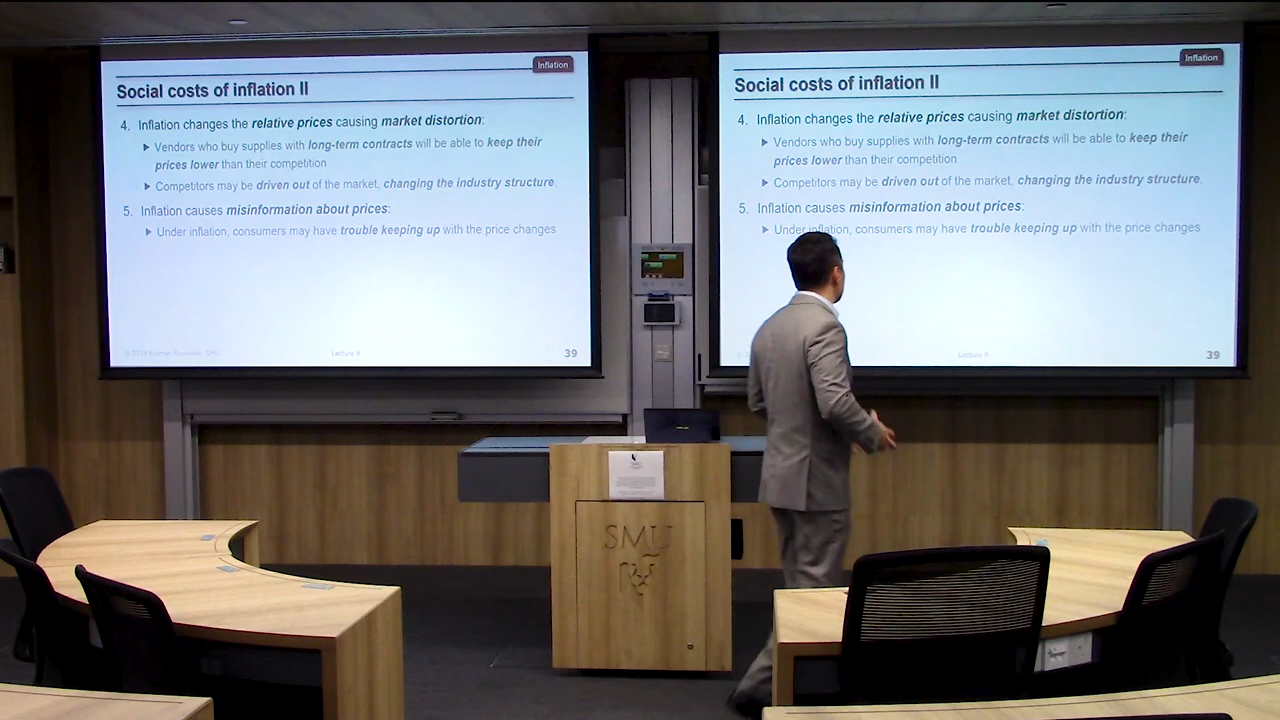 Inflation
Social costs of inflation II
4. Inflation changes the relative prices causing market distortion:
Vendors who buy supplies with long-term contracts will be able to keep their
prices lower than their competition
Competitors may be driven out of the market, changing the industry structure.
5. Inflation causes misinformation about prices:
Under inflation, consumers may have trouble keeping up with the price changes
© 2019
SMU
Lecture
39
Inflation
Social costs of inflation II
4. Inflation changes the relative prices causing market distortion:
Vendors who buy supplies with long-term contracts will be able to keep their
prices lower than their competition
Competitors may be driven out of the market, changing the industry structure.
5. Inflation causes misinformation about prices:
Under inflation, consumers may have trouble keeping up with the price changes
Lecture
39
SMU